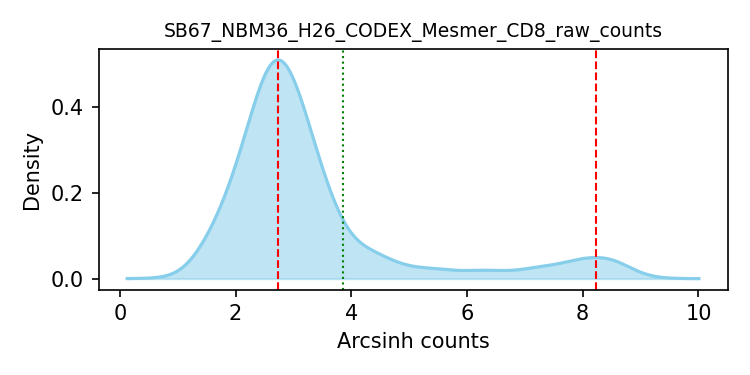 SB67_NBM36_H26_CODEX_Mesmer_CD8_raw_counts
0.4
0.2
0.0
Density
0 2 4 6 8 10
Arcsinh counts